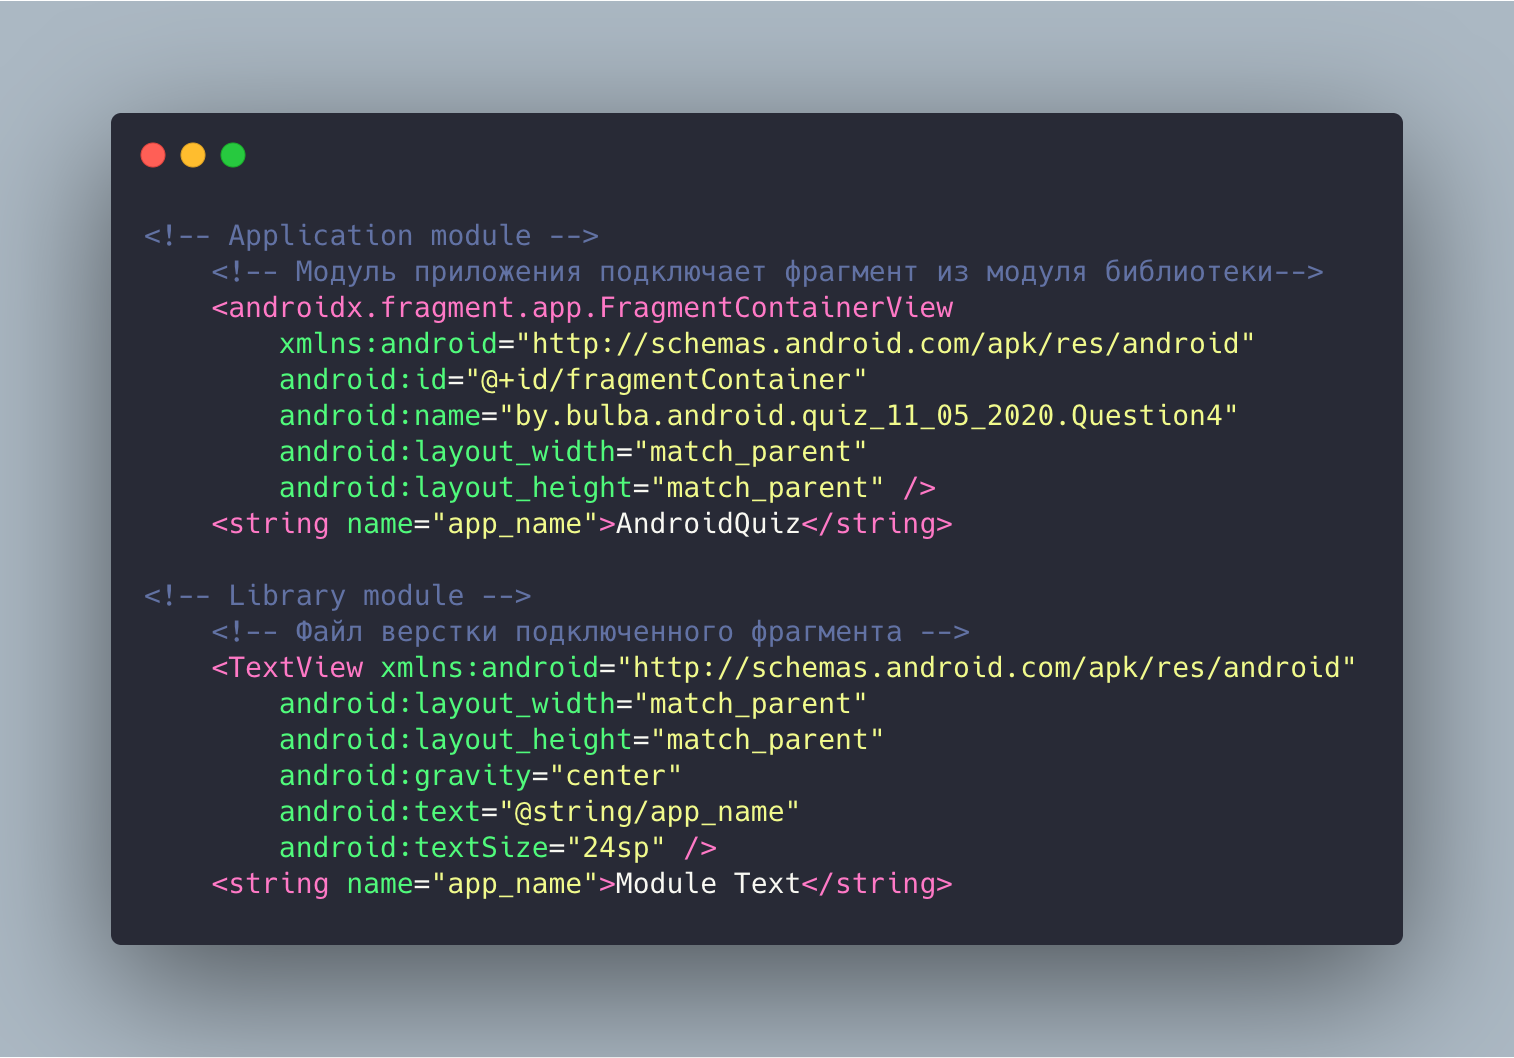 <!-- Application module -->
<!-- Модуль приложения подключает фрагмент из модуля библиотеки-->
<androidx.fragment.app.FragmentContainerView
xmlns:android="http://schemas.android.com/apk/res/android"
android:id="@+id/fragmentContainer"
android:name="by.bulba.android.quiz_11_05_2020.Question4"
android:layout_width="match_parent"
android:layout_height="match_parent" />
<string name="app_name">AndroidQuiz</string>
<!-- Library module -->
<!-- Файл верстки подключенного фрагмента -->
<TextView xmlns:android="http://schemas.android.com/apk/res/android"
android:layout_width="match_parent"
android:layout_height="match_parent"
android:gravity="center"
android:text="@string/app_name"
android:textSize="24sp" />
<string name="app_name">Module Text</string>